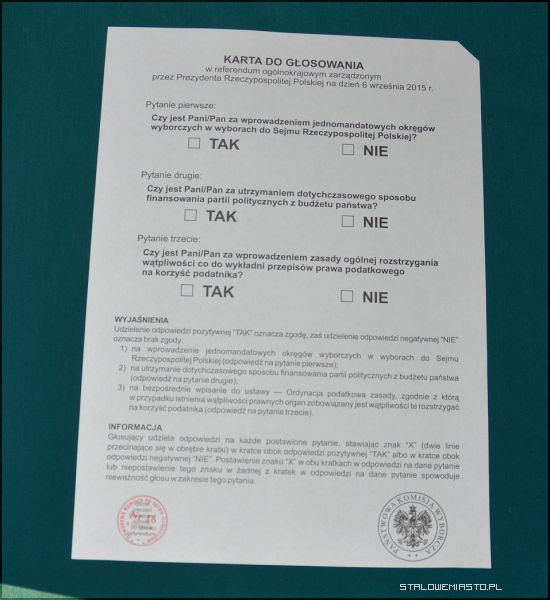 KARTA DO GŁOSOWANIA
w referendum ogólnokrajowym zarządzonym
przez Prezydenta Rzeczypospolitej Polskiej na dzień 6 września 2015 r.
Pytanie pierwsze:
Czy jest Pani/Pan za wprowadzeniem jednomandatowych okręgów
wyborczych w wyborach do Sejmu Rzeczypospolitej Polskiej?
TAK NIE
Pytanie drugie:
Czy jest Pani/Pan za utrzymaniem dotychczasowego sposobu
finansowania partii politycznych z budżetu państwa?
TAK NIE
Pytanie trzecie:
Czy jest Pani/Pan za wprowadzeniem zasady ogólnej rozstrzygania
wątpliwości co do wykładni przepisów prawa podatkowego
na korzyść podatnika?
TAK NIE
WYJAŚNIENIA
Udzielenie odpowiedzi pozytywnej "TAK" oznacza zgodę, zaś udzielenie odpowiedzi negatywnej "NIE"
oznacza brak zgody:
1) na wprowadzenie jednomandatowych okręgów wyborczych w wyborach do Sejmu
Rzeczypospolitej Polskiej (odpowiedź na pytanie pierwsze);
2) na utrzymanie dotychczasowego sposobu finansowania partii politycznych z budżetu państwa
(odpowiedź na pytanie drugie);
3) na bezpośrednie wpisanie do ustawy — Ordynacja podatkowa zasady, zgodnie z którą
w przypadku istnienia wątpliwości prawnych organ zobowiązany jest wątpliwości te rozstrzygać
na korzyść podatnika (odpowiedź na pytanie trzecie).
INFORMACJA
Głosujący udziela odpowiedzi na każde postawione pytanie, stawiając znak "X" (dwie linie
przecinające się w obrębie kratki) w kratce obok odpowiedzi pozytywnej "TAK" albo w kratce obok
odpowiedzi negatywnej "NIE". Postawienie znaku "X" w obu kratkach w odpowiedzi na dane pytanie
lub niepostawienie tego znaku w żadnej z kratek w odpowiedzi na dane pytanie spowoduje
nieważność głosu w zakresie tego pytania.
PAŃSTWOWA KOMISJA WYBORCZA
STALOWEMIASTO.PL